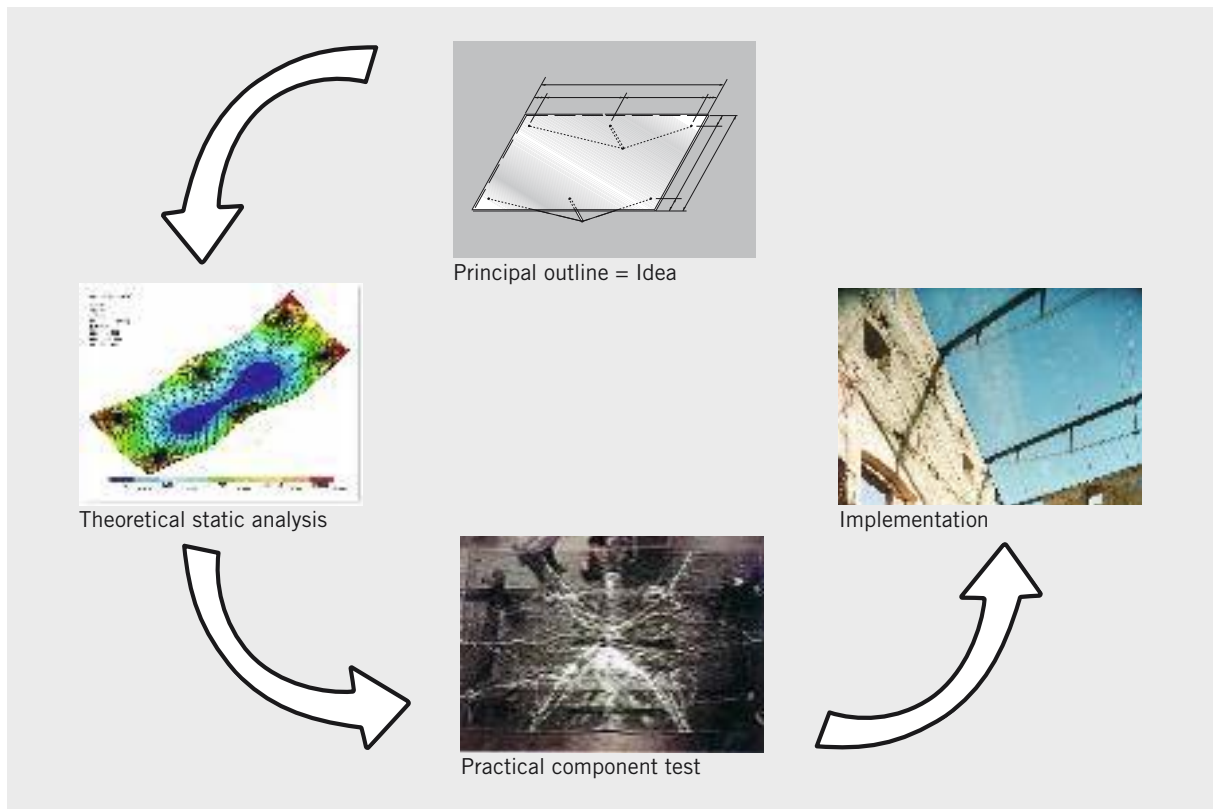 Principal outline = Idea
Theoretical static analysis
Implementation
Practical component test